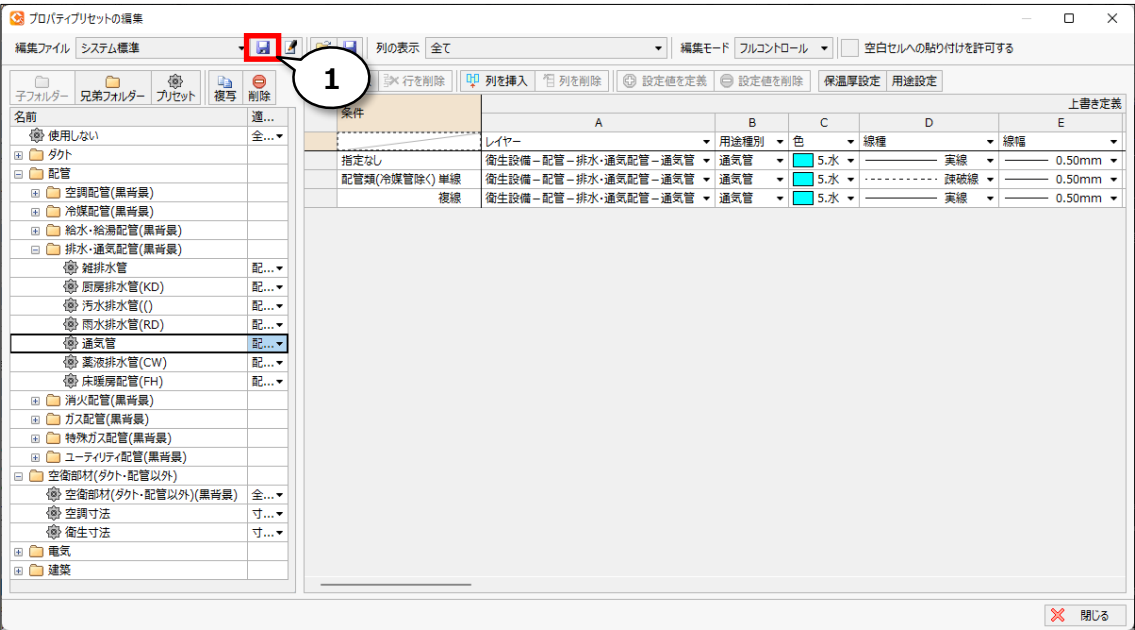 プロパティプリセットの編集
編集ファイル システム標準 列の表示 全て 編集モード フルコントロール 空白セルへの貼り付けを許可する
1
子フォルダー 兄弟フォルダー プリセット 複写 削除
行を削除 列を挿入 列を削除 設定値を定義 設定値を削除 保温厚設定 用途設定
名前 適...
使用しない 全...
ダクト
配管
空調配管(黒背景)
冷媒配管(黒背景)
給水・給湯配管(黒背景)
排水・通気配管(黒背景)
雑排水管 配...
厨房排水管(KD) 配...
汚水排水管(() 配...
雨水排水管(RD) 配...
通気管 配...
薬液排水管(CW) 配...
床暖房配管(FH) 配...
消火配管(黒背景)
ガス配管(黒背景)
特殊ガス配管(黒背景)
ユーティリティ配管(黒背景)
空衛部材(ダクト・配管以外)
空衛部材(ダクト・配管以外)(黒背景) 全...
空調寸法 寸...
衛生寸法 寸...
電気
建築
条件 上書き定義
A B C D E
レイヤー 用途種別 色 線種 線幅
指定なし 衛生設備－配管－排水・通気配管－通気管 通気管 5.水 実線 0.50mm
配管類(冷媒管除く) 単線 衛生設備－配管－排水・通気配管－通気管 通気管 5.水 疎破線 0.50mm
複線 衛生設備－配管－排水・通気配管－通気管 通気管 5.水 実線 0.50mm
閉じる